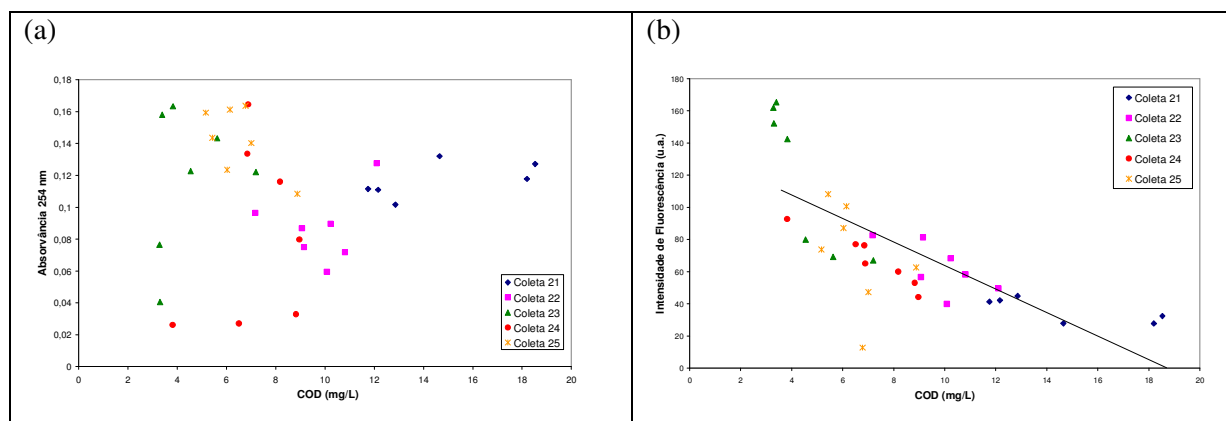 (a)
Absorvância 254 nm
0,18
0,16
0,14
0,12
0,1
0,08
0,06
0,04
0,02
0
0 2 4 6 8 10 12 14 16 18 20
COD (mg/L)
Coleta 21
Coleta 22
Coleta 23
Coleta 24
Coleta 25
(b)
Intensidade de Fluorescência (u.a.)
180
160
140
120
100
80
60
40
20
0
0 2 4 6 8 10 12 14 16 18 20
COD (mg/L)
Coleta 21
Coleta 22
Coleta 23
Coleta 24
Coleta 25